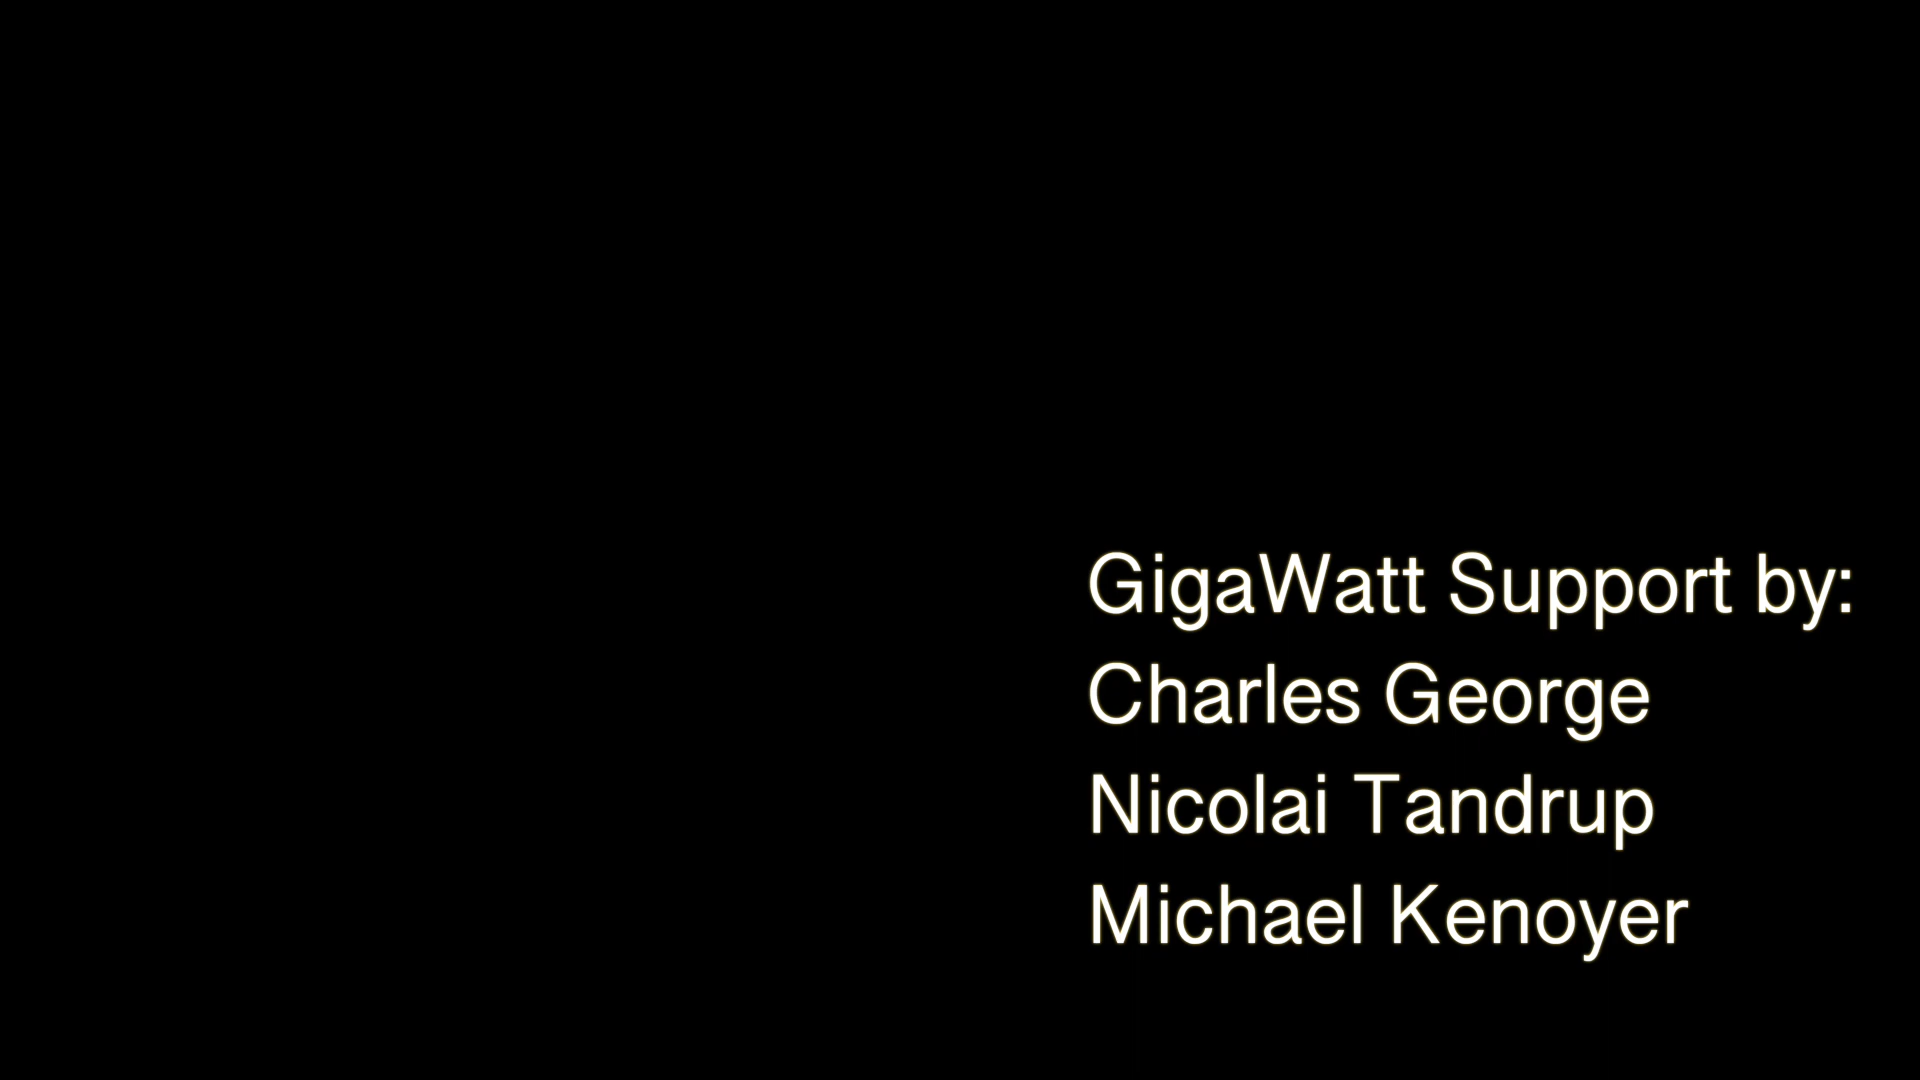 GigaWatt Support by:
Charles George
Nicolai Tandrup
Michael Kenoyer